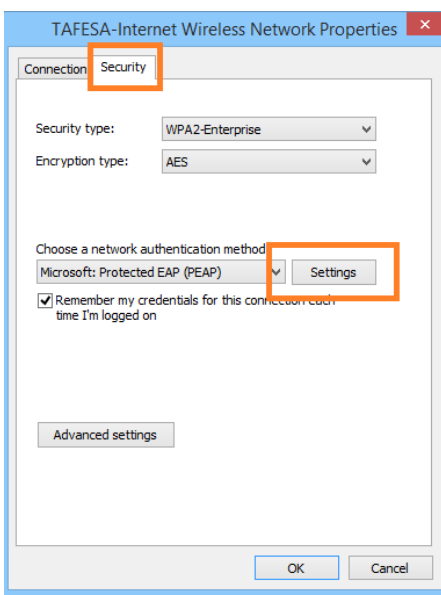 TAFESA-Internet Wireless Network Properties
Connection Security
Security type: WPA2-Enterprise
Encryption type: AES
Choose a network authentication method:
Microsoft: Protected EAP (PEAP) Settings
Remember my credentials for this connection each
time I'm logged on
Advanced settings
OK Cancel